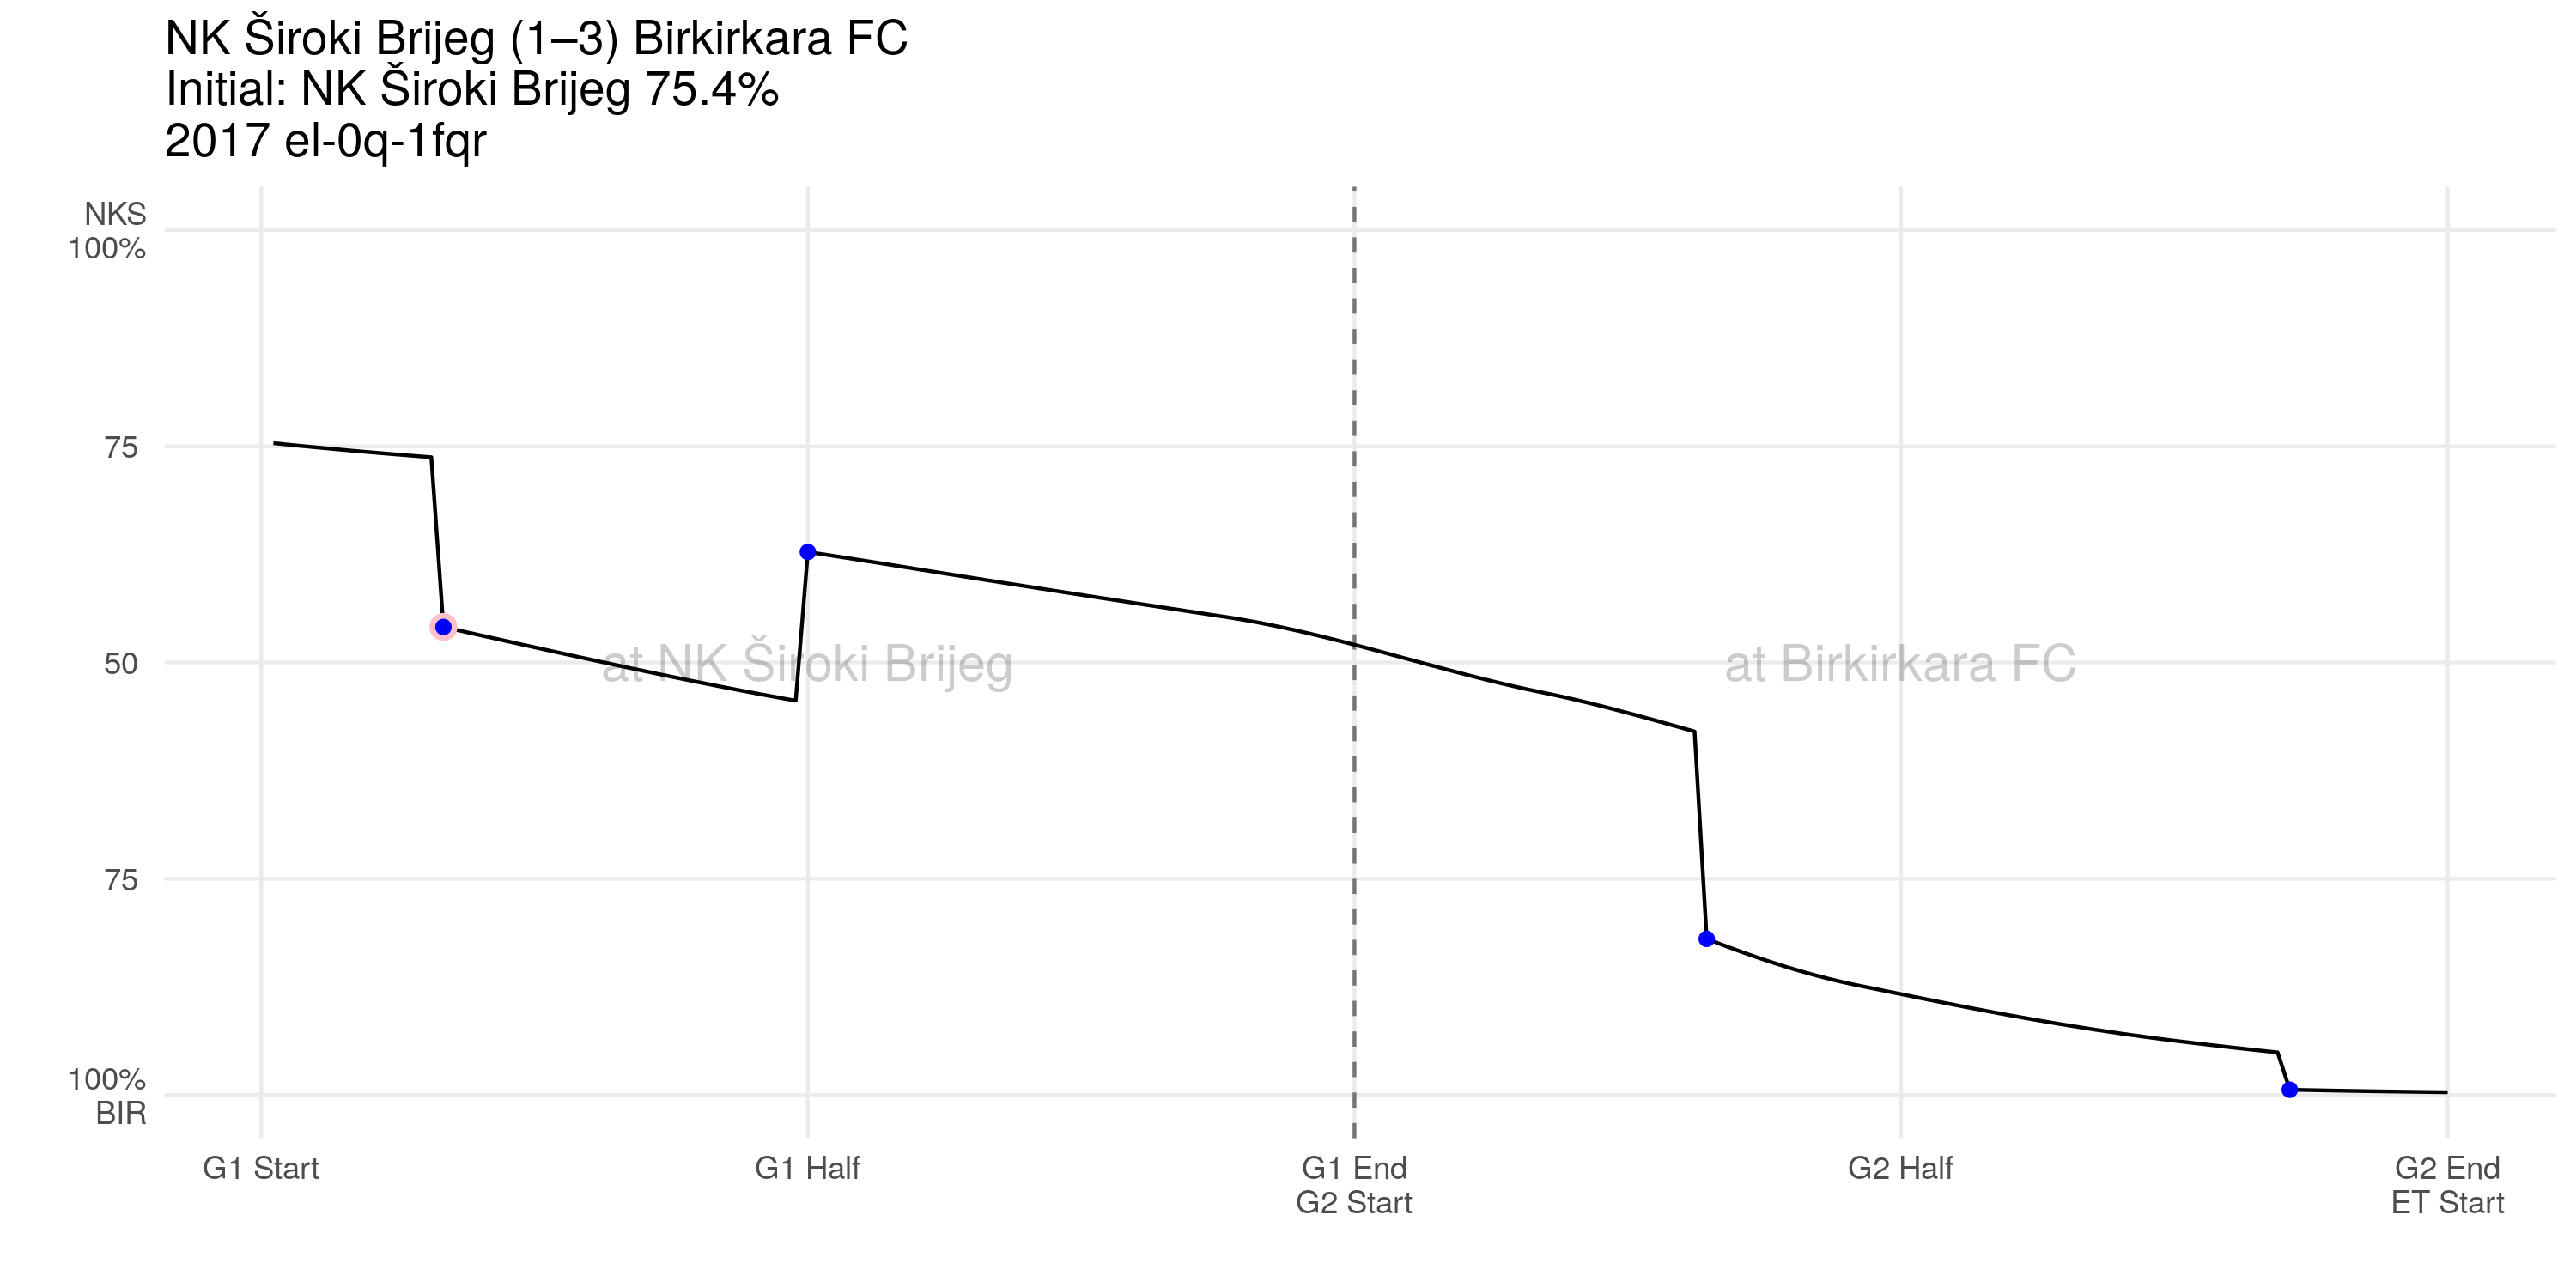 NK Široki Brijeg (1–3) Birkirkara FC
Initial: NK Široki Brijeg 75.4%
2017 el-0q-1fqr
NKS
100%
75
50
75
100%
BIR
at NK Široki Brijeg
at Birkirkara FC
G1 Start
G1 Half
G1 End
G2 Start
G2 Half
G2 End
ET Start